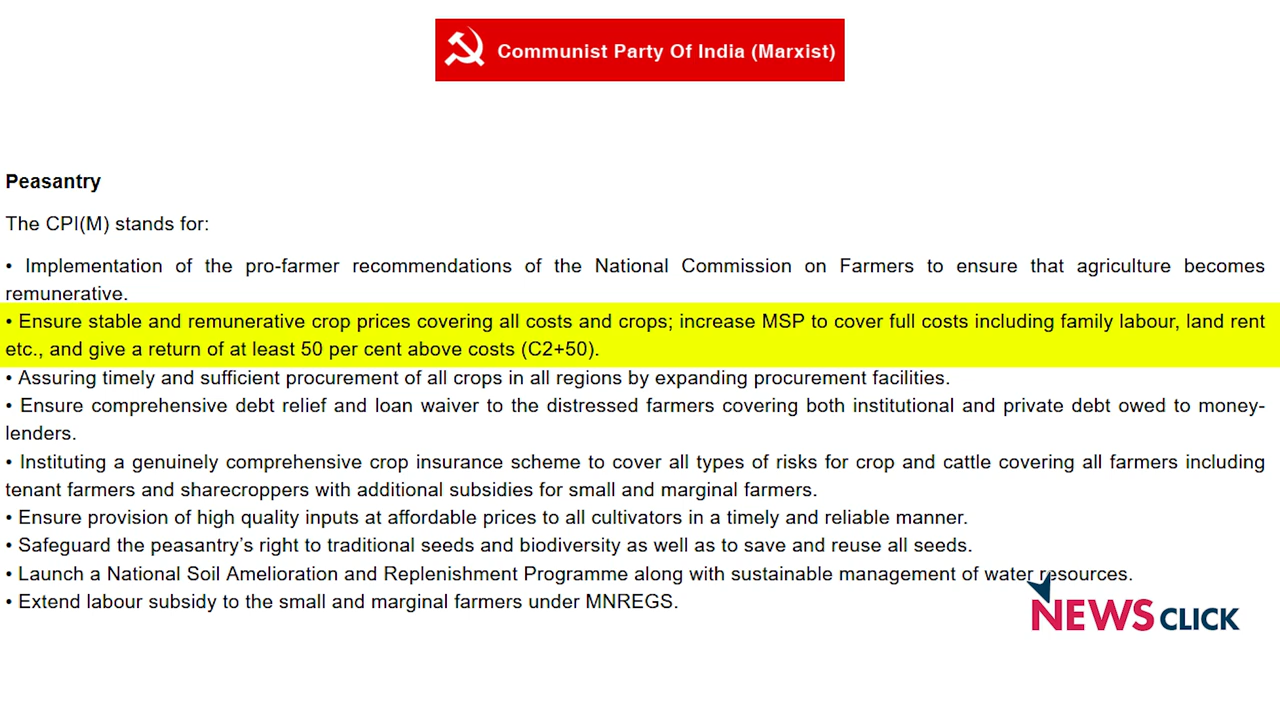 Communist Party Of India (Marxist)
Peasantry
The CPI(M) stands for:
• Implementation of the pro-farmer recommendations of the National Commission on Farmers to ensure that agriculture becomes
remunerative.
• Ensure stable and remunerative crop prices covering all costs and crops; increase MSP to cover full costs including family labour, land rent
etc., and give a return of at least 50 per cent above costs (C2+50).
• Assuring timely and sufficient procurement of all crops in all regions by expanding procurement facilities.
• Ensure comprehensive debt relief and loan waiver to the distressed farmers covering both institutional and private debt owed to money-
lenders.
• Instituting a genuinely comprehensive crop insurance scheme to cover all types of risks for crop and cattle covering all farmers including
tenant farmers and sharecroppers with additional subsidies for small and marginal farmers.
• Ensure provision of high quality inputs at affordable prices to all cultivators in a timely and reliable manner.
• Safeguard the peasantry’s right to traditional seeds and biodiversity as well as to save and reuse all seeds.
• Launch a National Soil Amelioration and Replenishment Programme along with sustainable management of water resources.
• Extend labour subsidy to the small and marginal farmers under MNREGS.
NEWS CLICK